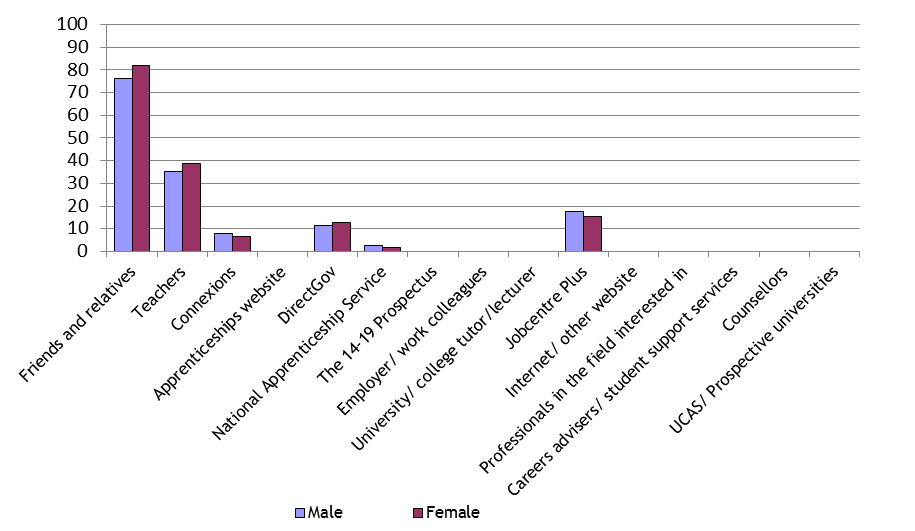 100
90
80
70
60
50
40
30
20
10
0
Friends and relatives
Teachers
Connexions
Apprenticeships website
DirectGov
National Apprenticeship Service
The 14-19 Prospectus
Employer/ work colleagues
University/ college tutor/lecturer
Jobcentre Plus
Internet/ other website
Professionals in the field interested in
Careers advisers/ student support services
Counsellors
UCAS/ Prospective universities
Male
Female